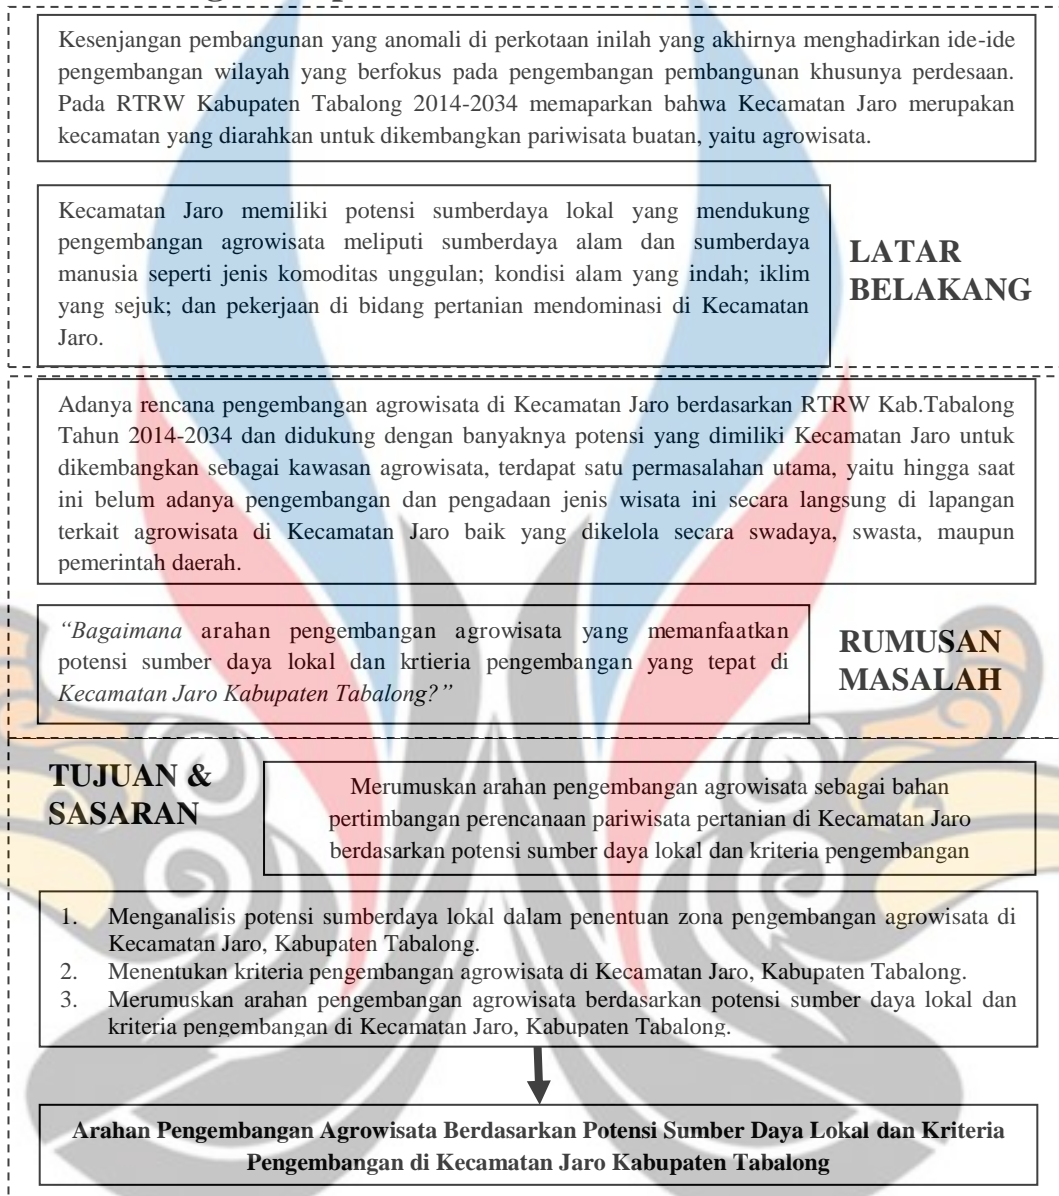 Kesenjangan pembangunan yang anomali di perkotaan inilah yang akhirnya menghadirkan ide-ide
pengembangan wilayah yang berfokus pada pengembangan pembangunan khusunya perdesaan.
Pada RTRW Kabupaten Tabalong 2014-2034 memaparkan bahwa Kecamatan Jaro merupakan
kecamatan yang diarahkan untuk dikembangkan pariwisata buatan, yaitu agrowisata.
Kecamatan Jaro memiliki potensi sumberdaya lokal yang mendukung
pengembangan agrowisata meliputi sumberdaya alam dan sumberdaya
manusia seperti jenis komoditas unggulan; kondisi alam yang indah; iklim
yang sejuk; dan pekerjaan di bidang pertanian mendominasi di Kecamatan
Jaro.
LATAR
BELAKANG
Adanya rencana pengembangan agrowisata di Kecamatan Jaro berdasarkan RTRW Kab.Tabalong
Tahun 2014-2034 dan didukung dengan banyaknya potensi yang dimiliki Kecamatan Jaro untuk
dikembangkan sebagai kawasan agrowisata, terdapat satu permasalahan utama, yaitu hingga saat
ini belum adanya pengembangan dan pengadaan jenis wisata ini secara langsung di lapangan
terkait agrowisata di Kecamatan Jaro baik yang dikelola secara swadaya, swasta, maupun
pemerintah daerah.
“Bagaimana arahan pengembangan agrowisata yang memanfaatkan
potensi sumber daya lokal dan krtieria pengembangan yang tepat di
Kecamatan Jaro Kabupaten Tabalong?”
RUMUSAN
MASALAH
TUJUAN &
SASARAN
Merumuskan arahan pengembangan agrowisata sebagai bahan
pertimbangan perencanaan pariwisata pertanian di Kecamatan Jaro
berdasarkan potensi sumber daya lokal dan kriteria pengembangan
1. Menganalisis potensi sumberdaya lokal dalam penentuan zona pengembangan agrowisata di
Kecamatan Jaro, Kabupaten Tabalong.
2. Menentukan kriteria pengembangan agrowisata di Kecamatan Jaro, Kabupaten Tabalong.
3. Merumuskan arahan pengembangan agrowisata berdasarkan potensi sumber daya lokal dan
kriteria pengembangan di Kecamatan Jaro, Kabupaten Tabalong.
Arahan Pengembangan Agrowisata Berdasarkan Potensi Sumber Daya Lokal dan Kriteria
Pengembangan di Kecamatan Jaro Kabupaten Tabalong